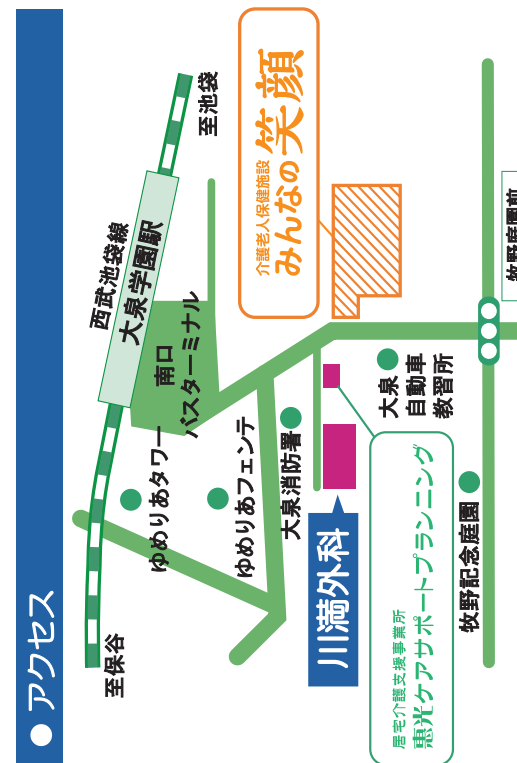 ● アクセス
至池袋
西武池袋線
大泉学園駅
南口
バスターミナル
至保谷
ゆめりあタワー
ゆめりあフェンテ
大泉消防署
介護老人保健施設
みんなの笑顔
川満外科
大泉
自動車
教習所
居宅介護支援事業所
恵光ケアサポートプランニング
牧野記念庭園
牧野庭園前